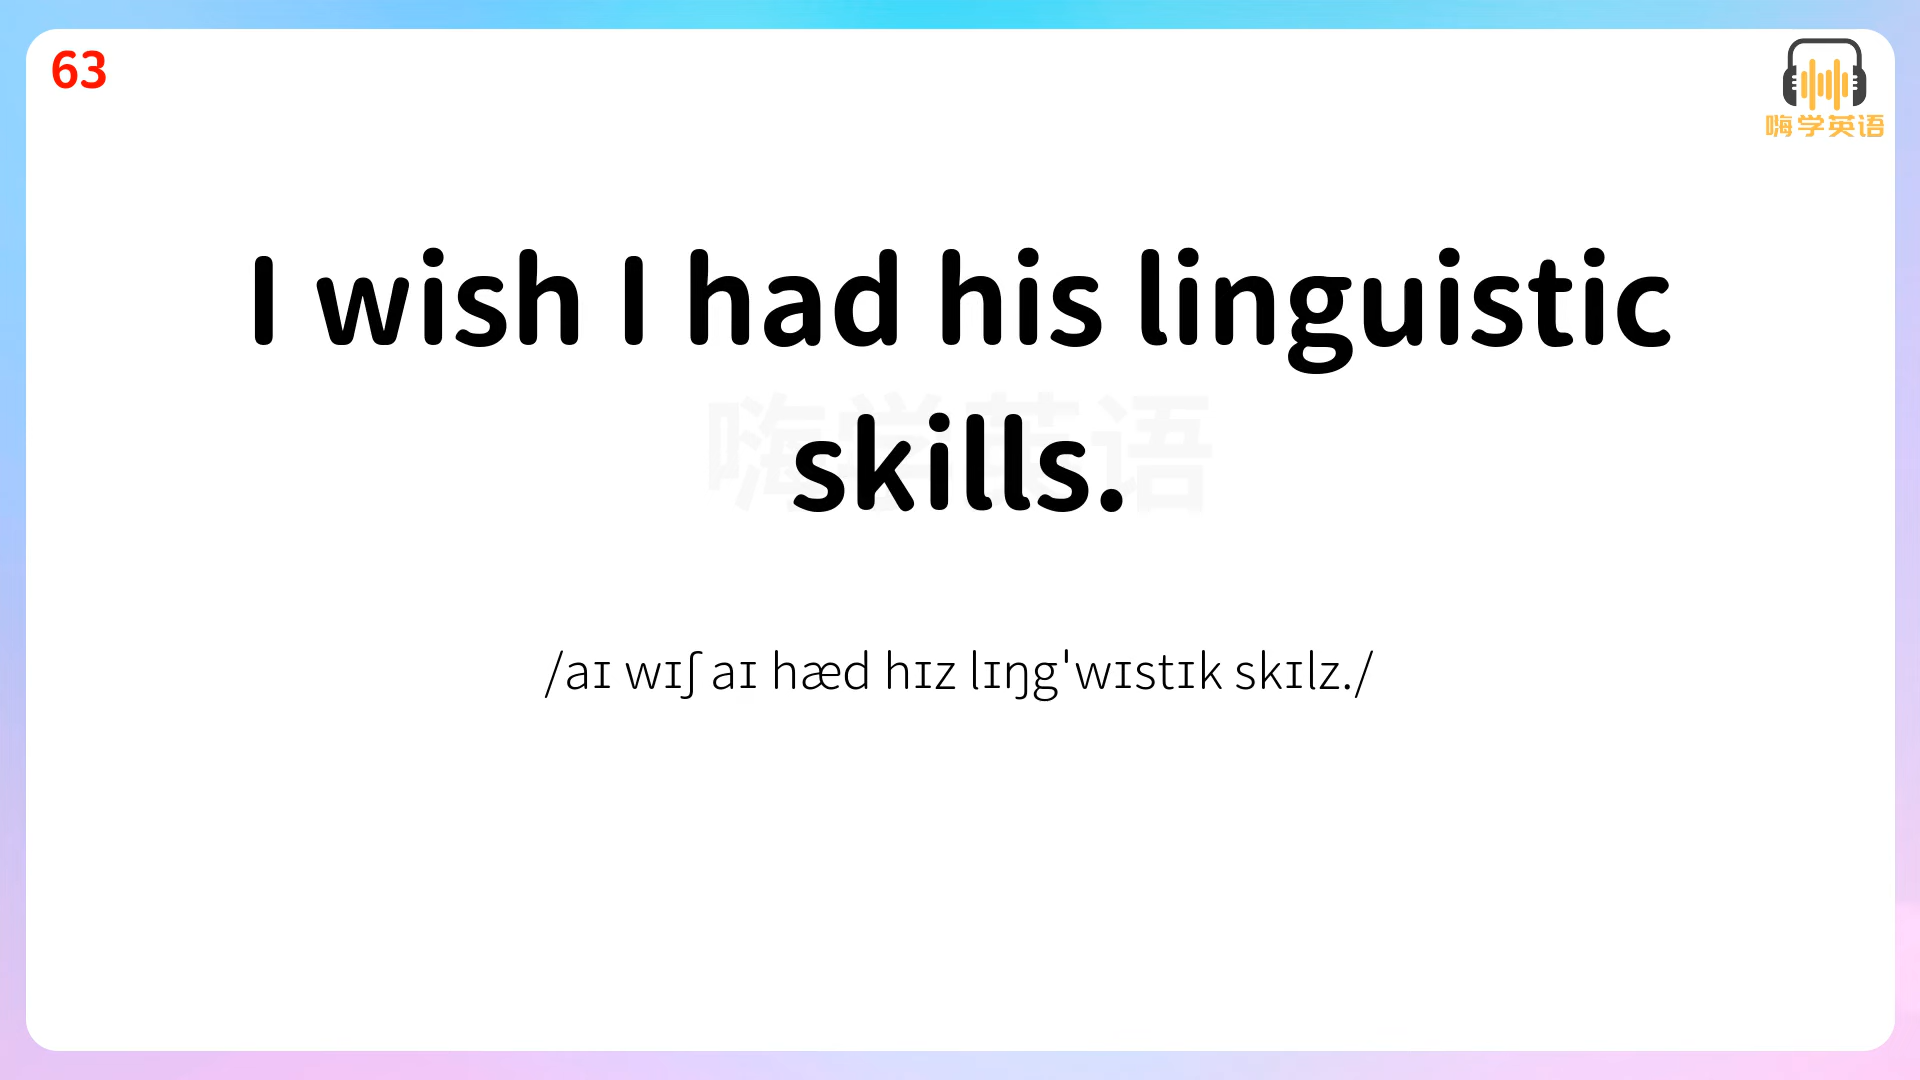 63
嗨学英语
I wish I had his linguistic
嗨学英语
skills.
/aɪ wɪʃ aɪ hæd hɪz lɪŋgˈwɪstɪk skɪlz./